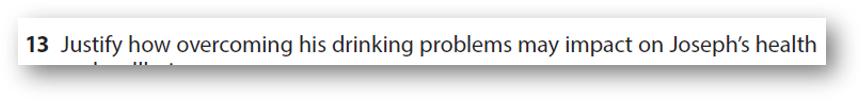 13 Justify how overcoming his drinking problems may impact on Joseph's health